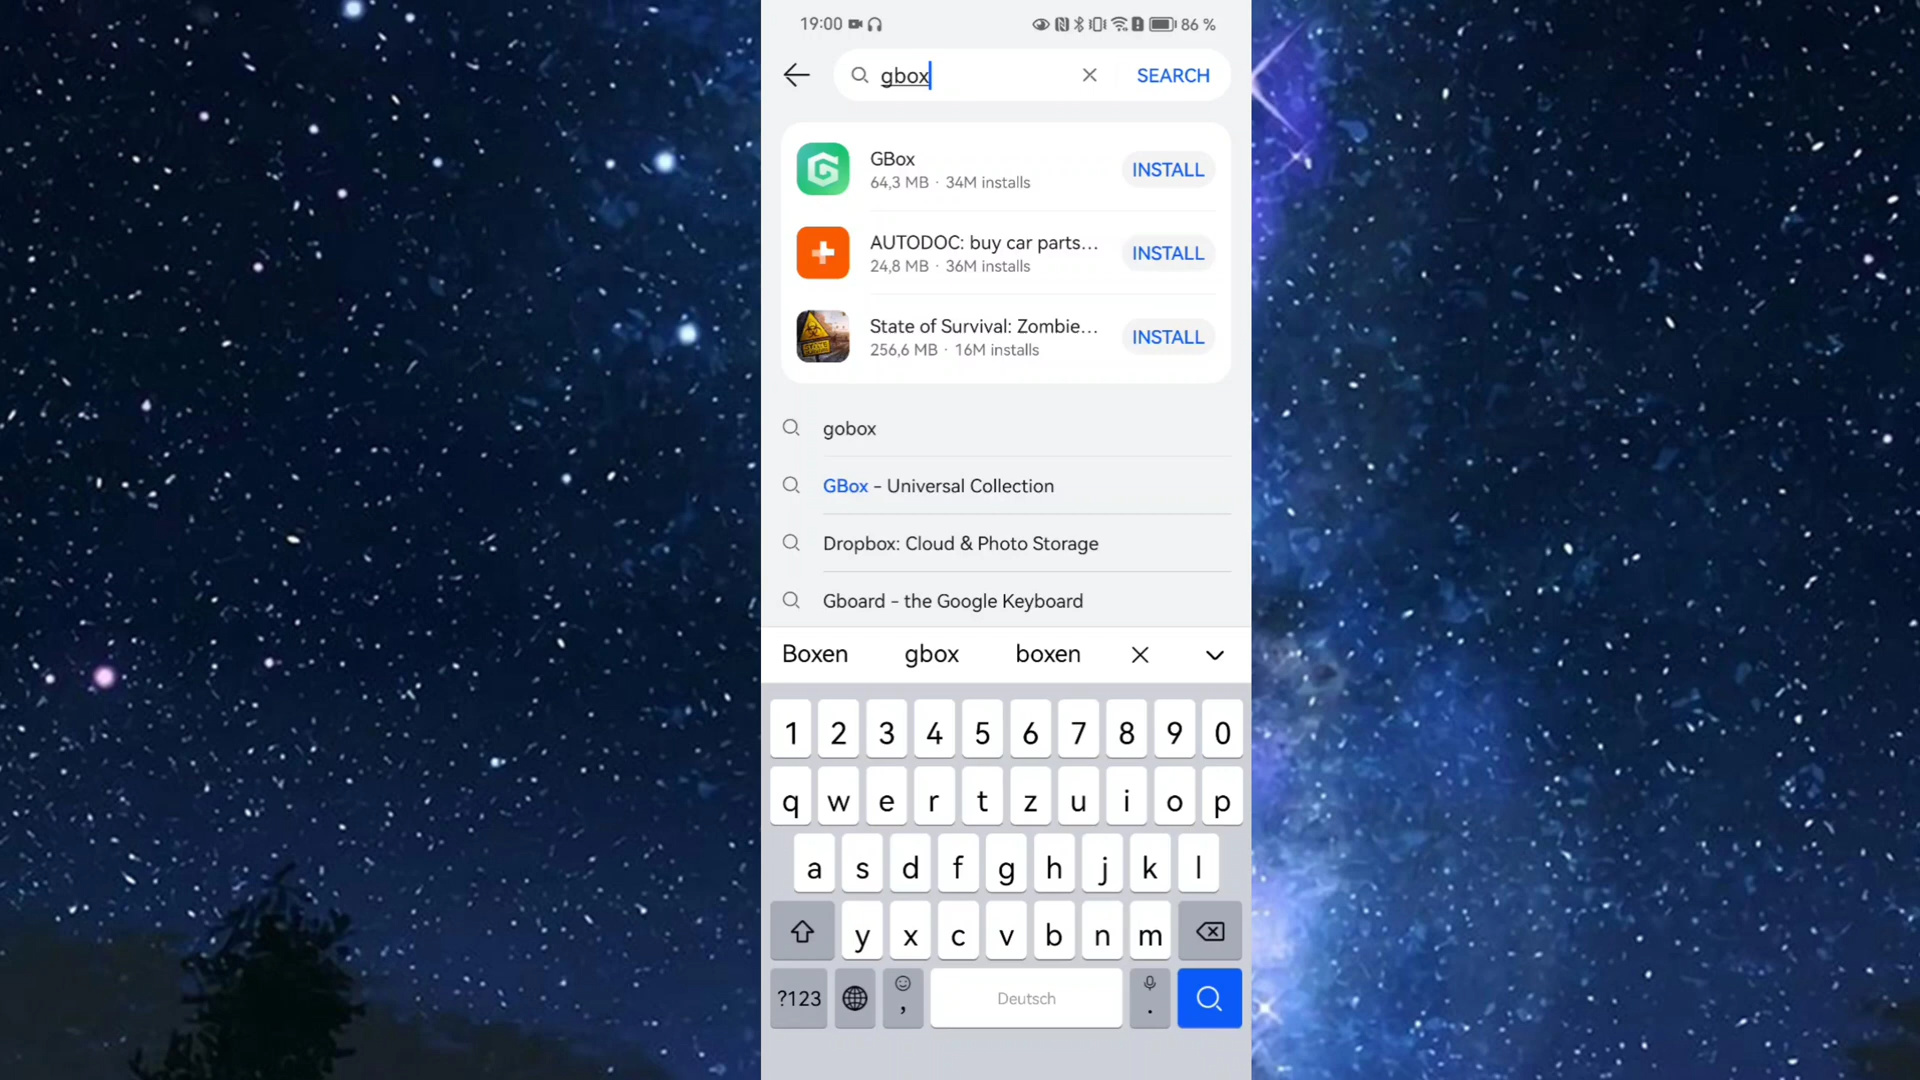 19:00 86 %
gbox SEARCH
GBox
64,3 MB · 34M installs
INSTALL
AUTODOC: buy car parts...
24,8 MB · 36M installs
INSTALL
State of Survival: Zombie...
256,6 MB · 16M installs
INSTALL
gobox
GBox – Universal Collection
Dropbox: Cloud & Photo Storage
Gboard – the Google Keyboard
Boxen gbox boxen
1 2 3 4 5 6 7 8 9 0
q w e r t z u i o p
a s d f g h j k l
y x c v b n m
?123 , Deutsch .